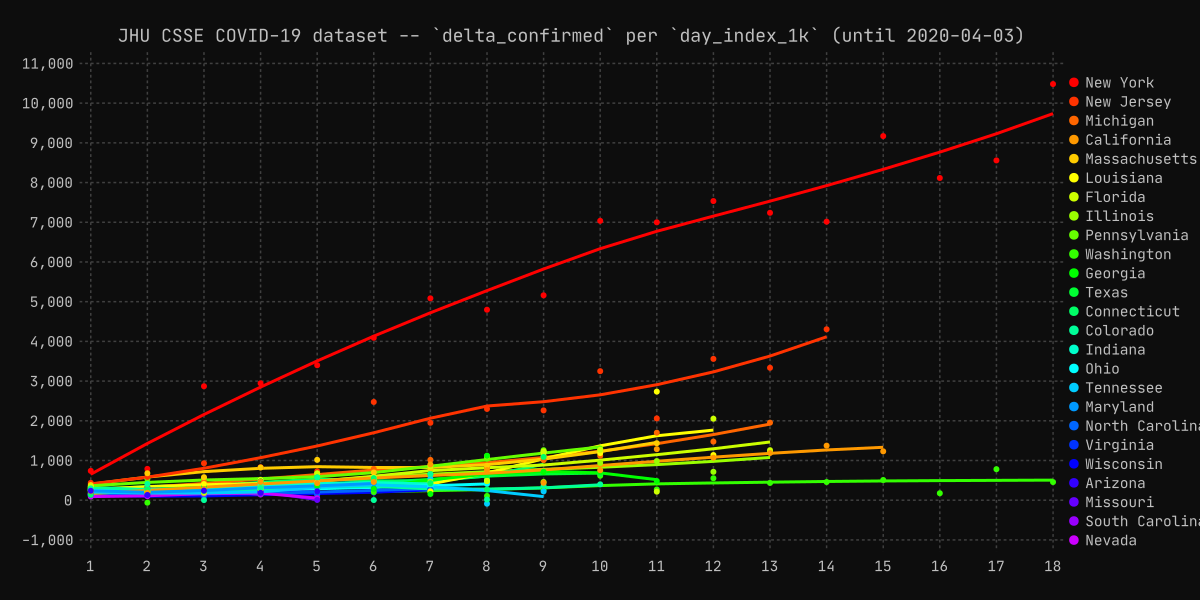 JHU CSSE COVID-19 dataset -- `delta_confirmed` per `day_index_1k` (until 2020-04-03)
11,000
10,000
9,000
8,000
7,000
6,000
5,000
4,000
3,000
2,000
1,000
0
-1,000
1 2 3 4 5 6 7 8 9 10 11 12 13 14 15 16 17 18
New York
New Jersey
Michigan
California
Massachusetts
Louisiana
Florida
Illinois
Pennsylvania
Washington
Georgia
Texas
Connecticut
Colorado
Indiana
Ohio
Tennessee
Maryland
North Carolina
Virginia
Wisconsin
Arizona
Missouri
South Carolina
Nevada